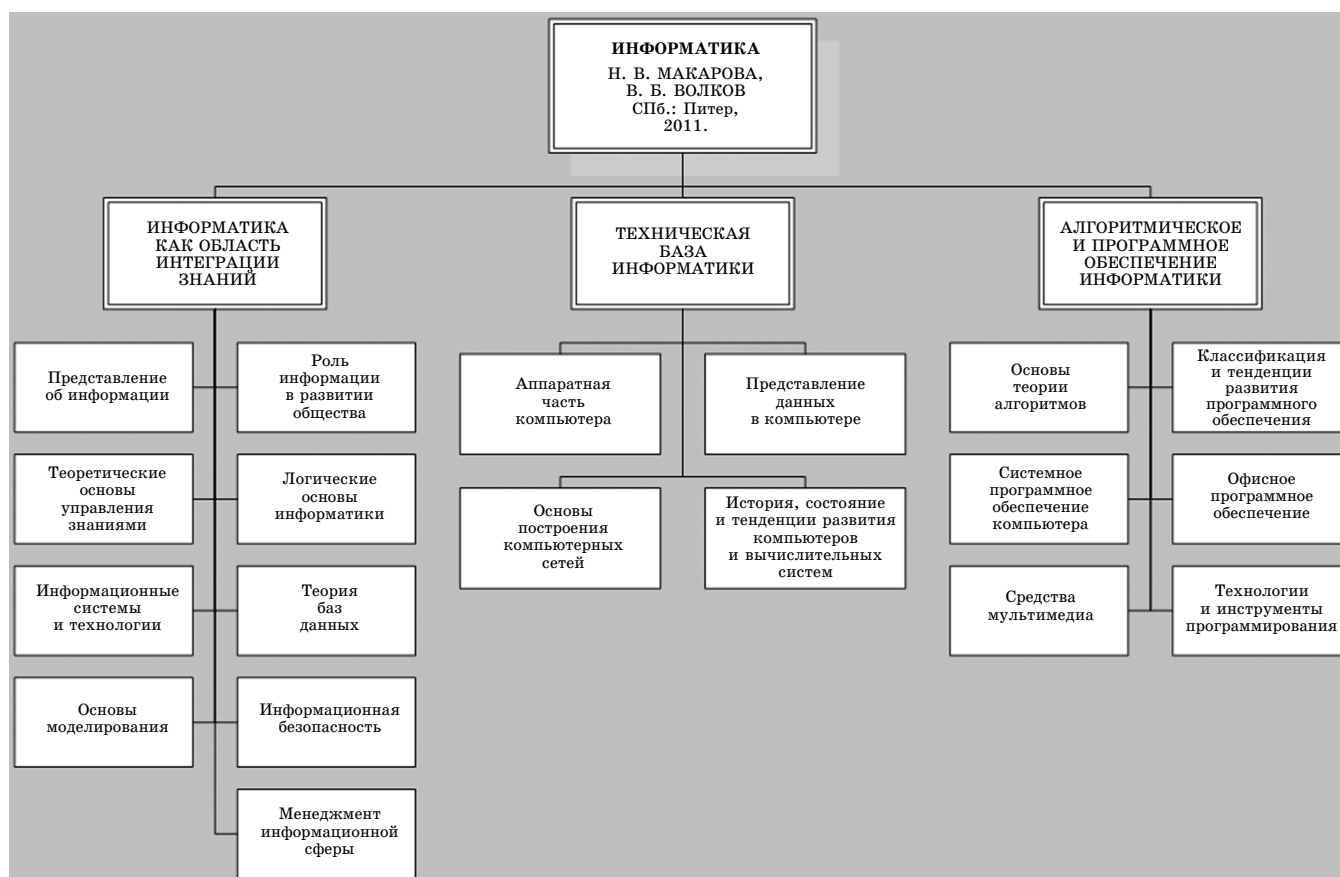 ИНФОРМАТИКА
Н. В. МАКАРОВА,
В. Б. ВОЛКОВ
СПб.: Питер,
2011.
ИНФОРМАТИКА
КАК ОБЛАСТЬ
ИНТЕГРАЦИИ
ЗНАНИЙ
Представление
об информации
Роль
информации
в развитии
общества
Теоретические
основы
управления
знаниями
Логические
основы
информатики
Информационные
системы
и технологии
Теория
баз
данных
Основы
моделирования
Информационная
безопасность
Менеджмент
информационной
сферы
ТЕХНИЧЕСКАЯ
БАЗА
ИНФОРМАТИКИ
Аппаратная
часть
компьютера
Представление
данных
в компьютере
Основы
построения
компьютерных
сетей
История, состояние
и тенденции развития
компьютеров
и вычислительных
систем
АЛГОРИТМИЧЕСКОЕ
И ПРОГРАММНОЕ
ОБЕСПЕЧЕНИЕ
ИНФОРМАТИКИ
Основы
теории
алгоритмов
Классификация
и тенденции
развития
программного
обеспечения
Системное
программное
обеспечение
компьютера
Офисное
программное
обеспечение
Средства
мультимедиа
Технологии
и инструменты
программирования